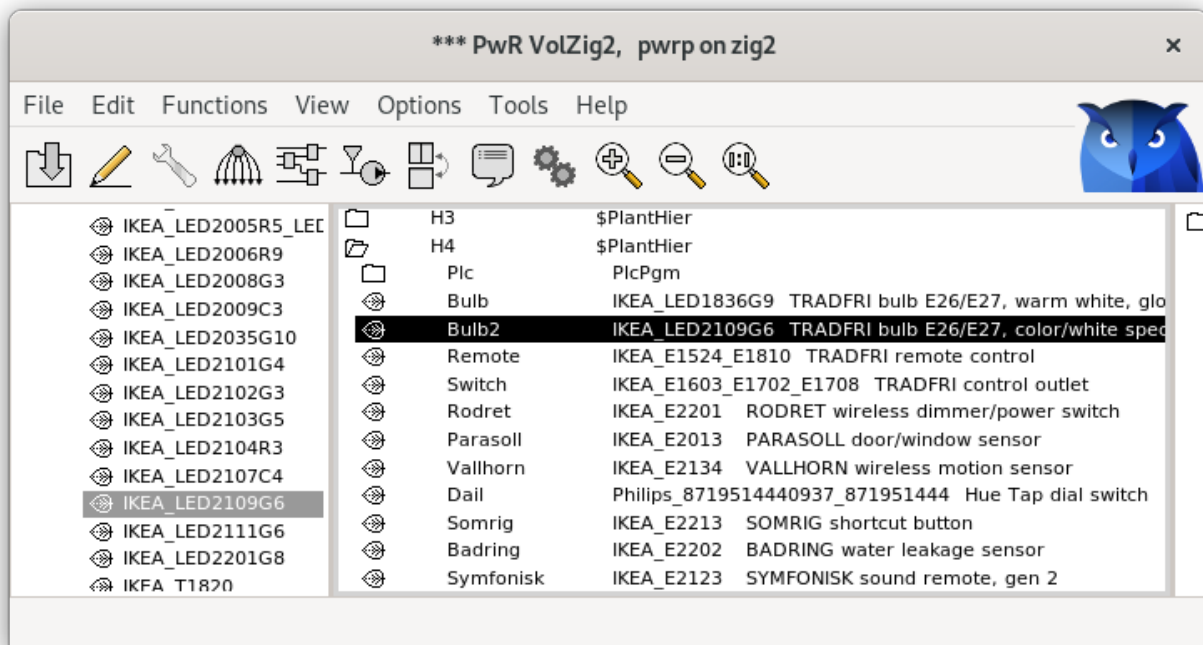 *** PwR VolZig2, pwrp on zig2
File Edit Functions View Options Tools Help
IKEA_LED2005R5_LED
IKEA_LED2006R9
IKEA_LED2008G3
IKEA_LED2009C3
IKEA_LED2035G10
IKEA_LED2101G4
IKEA_LED2102G3
IKEA_LED2103G5
IKEA_LED2104R3
IKEA_LED2107C4
IKEA_LED2109G6
IKEA_LED2111G6
IKEA_LED2201G8
IKEA_T1820
H3 $PlantHier
H4 $PlantHier
Plc PlcPgm
Bulb IKEA_LED1836G9 TRADFRI bulb E26/E27, warm white, glo
Bulb2 IKEA_LED2109G6 TRADFRI bulb E26/E27, color/white spec
Remote IKEA_E1524_E1810 TRADFRI remote control
Switch IKEA_E1603_E1702_E1708 TRADFRI control outlet
Rodret IKEA_E2201 RODRET wireless dimmer/power switch
Parasoll IKEA_E2013 PARASOLL door/window sensor
Vallhorn IKEA_E2134 VALLHORN wireless motion sensor
Dail Philips_8719514440937_871951444 Hue Tap dial switch
Somrig IKEA_E2213 SOMRIG shortcut button
Badring IKEA_E2202 BADRING water leakage sensor
Symfonisk IKEA_E2123 SYMFONISK sound remote, gen 2